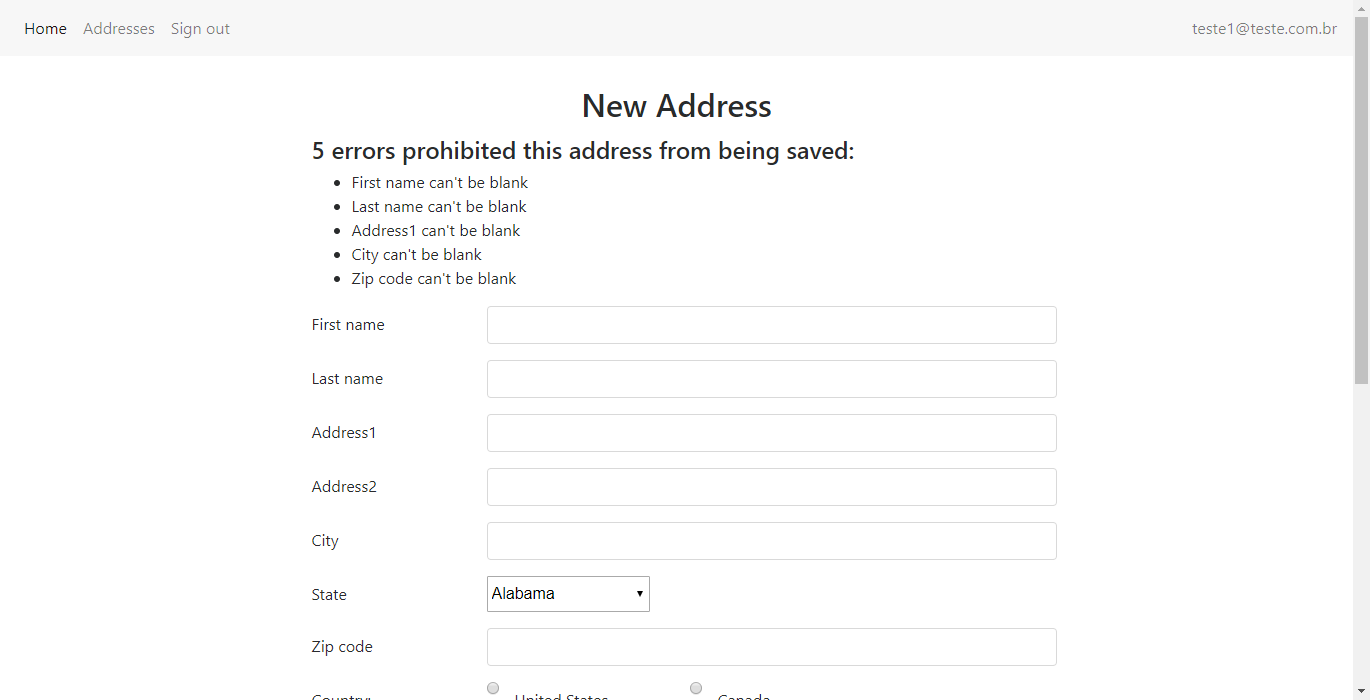 Home Addresses Sign out teste1@teste.com.br
New Address
5 errors prohibited this address from being saved:
First name can't be blank
Last name can't be blank
Address1 can't be blank
City can't be blank
Zip code can't be blank
First name
Last name
Address1
Address2
City
State Alabama
Zip code
Country: United States Canada